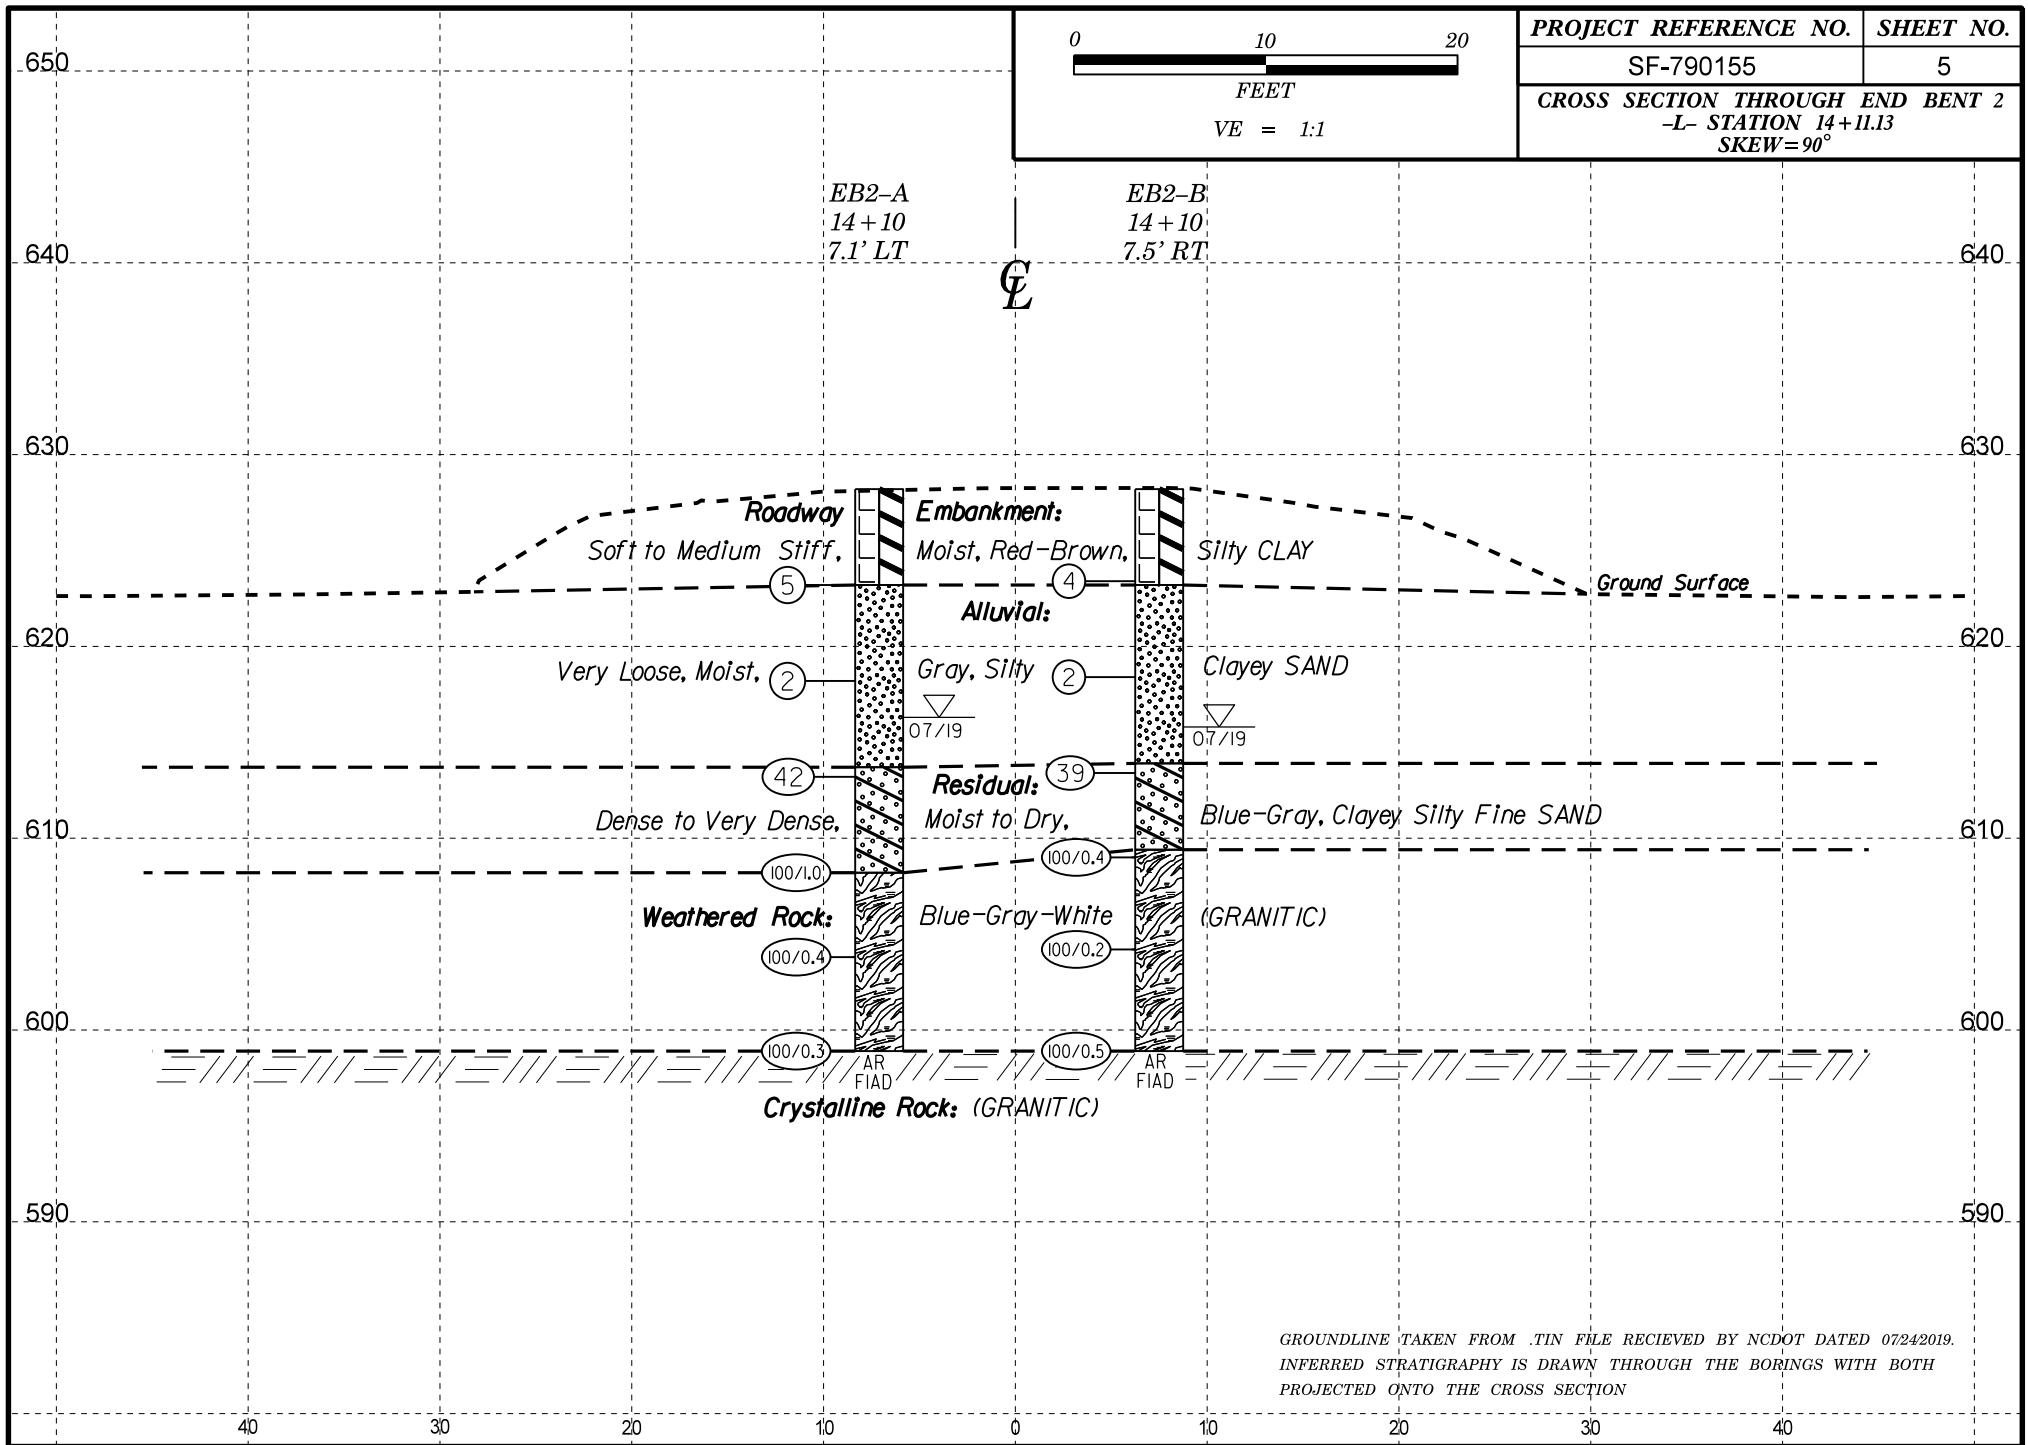 0 10 20
FEET
VE = 1:1
PROJECT REFERENCE NO. SHEET NO.
SF-790155 5
CROSS SECTION THROUGH END BENT 2
-L- STATION 14+11.13
SKEW=90°
650
EB2-A
14+10
7.1' LT
EB2-B
14+10
7.5' RT
℄
640 640
630 630
Roadway Embankment:
Soft to Medium Stiff, Moist, Red-Brown, Silty CLAY
5 4
Ground Surface
Alluvial:
620 620
Very Loose, Moist, 2 Gray, Silty 2 Clayey SAND
07/19 07/19
42 39
Residual:
Dense to Very Dense, Moist to Dry, Blue-Gray, Clayey Silty Fine SAND
610 610
100/1.0 100/0.4
Weathered Rock: Blue-Gray-White (GRANITIC)
100/0.4 100/0.2
600 600
100/0.3 100/0.5
AR AR
FIAD FIAD
Crystalline Rock: (GRANITIC)
590 590
GROUNDLINE TAKEN FROM .TIN FILE RECIEVED BY NCDOT DATED 07/24/2019.
INFERRED STRATIGRAPHY IS DRAWN THROUGH THE BORINGS WITH BOTH
PROJECTED ONTO THE CROSS SECTION
40 30 20 10 0 10 20 30 40